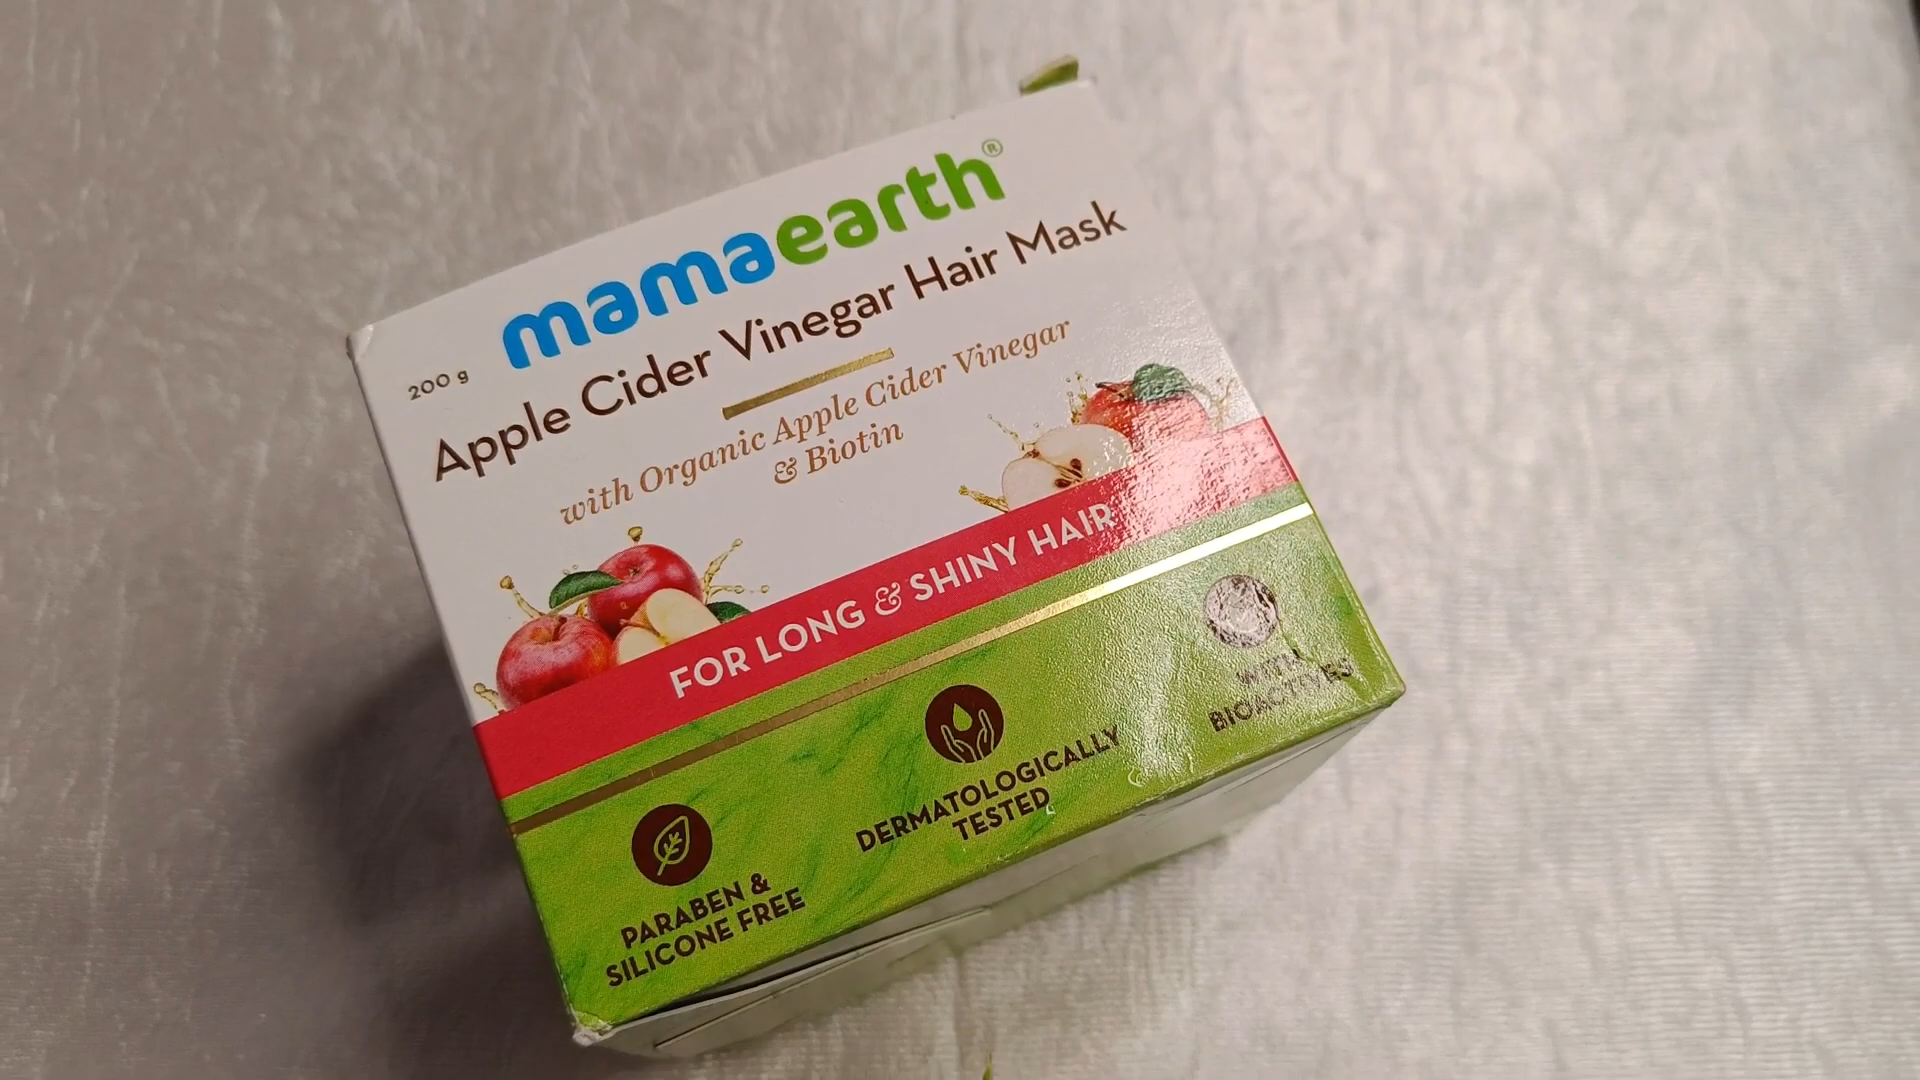 mamaearth®
200 g
Apple Cider Vinegar Hair Mask
with Organic Apple Cider Vinegar
& Biotin
FOR LONG & SHINY HAIR
PARABEN &
SILICONE FREE
DERMATOLOGICALLY
TESTED
WITH
BIOACTIVES